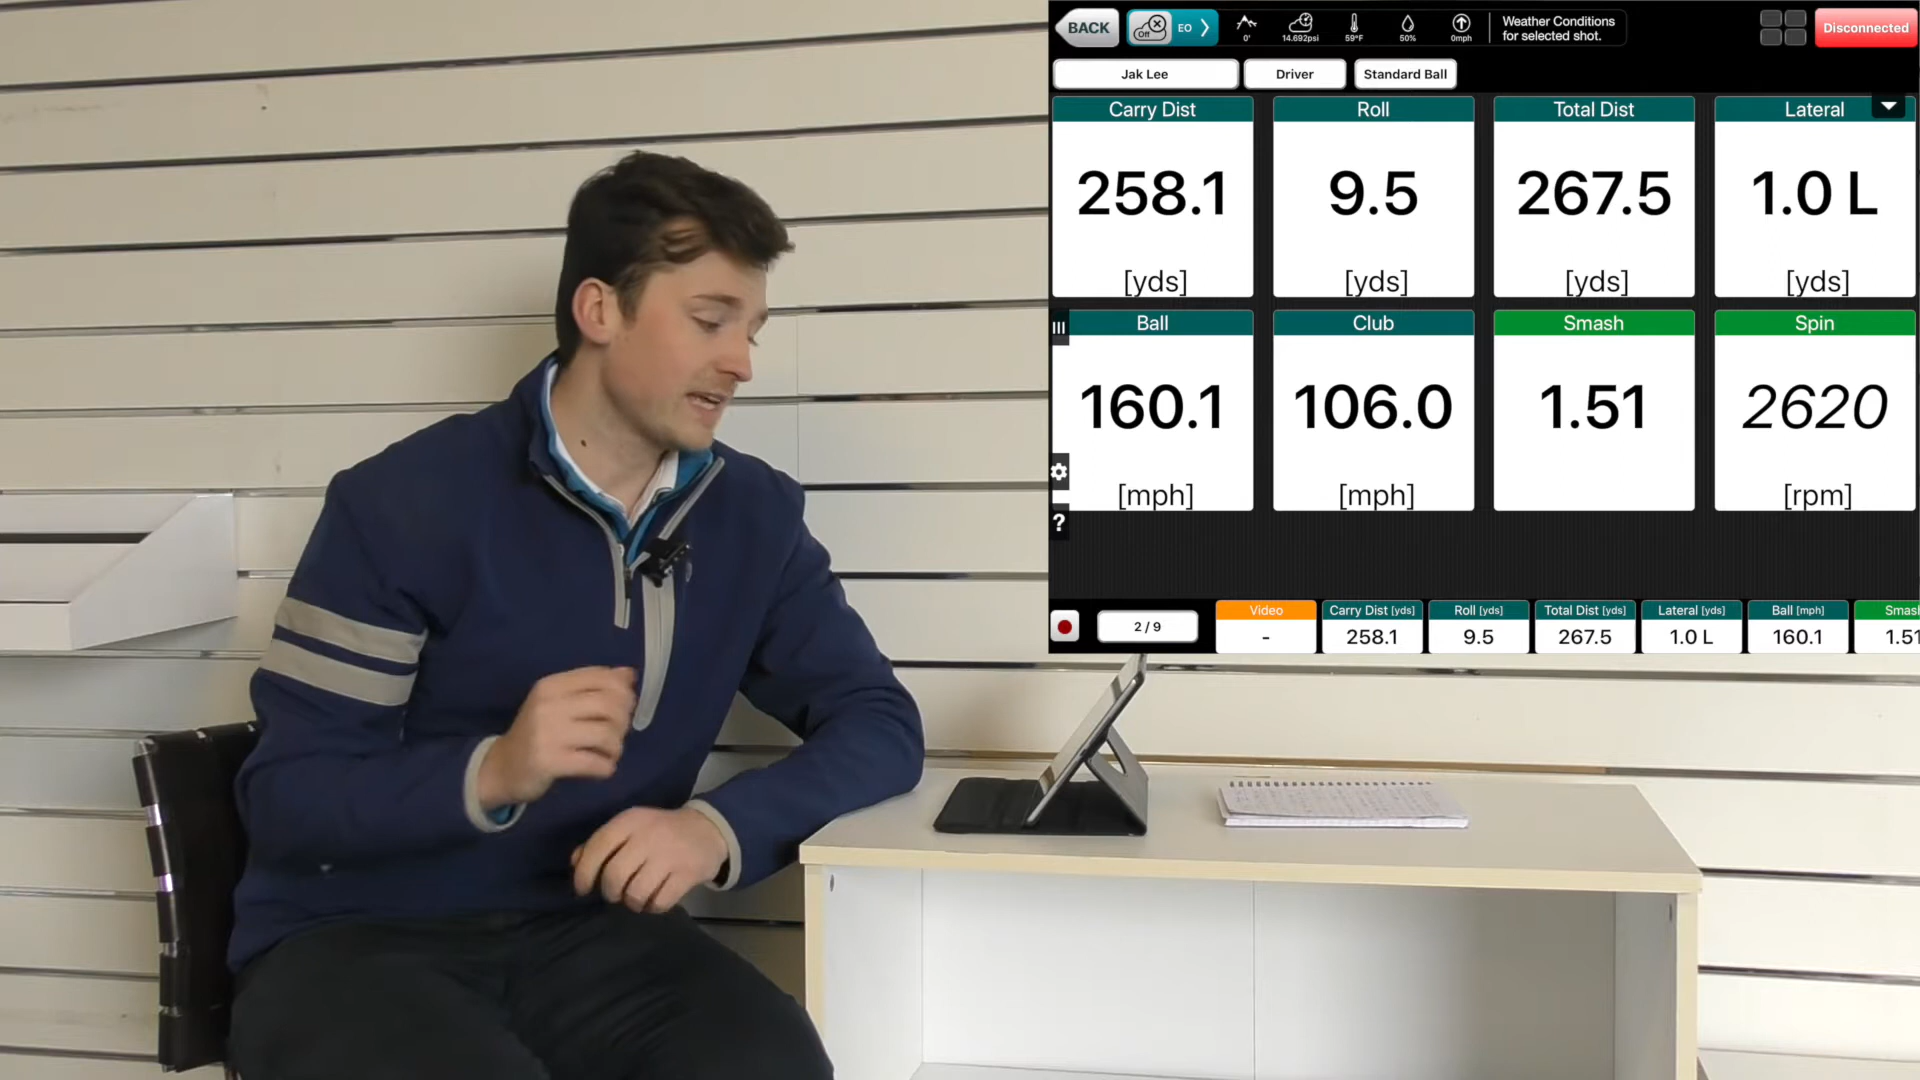 BACK
Off
EO
0'
14.692psi
59°F
50%
0mph
Weather Conditions
for selected shot.
Disconnected
Jak Lee
Driver
Standard Ball
Carry Dist
Roll
Total Dist
Lateral
258.1
9.5
267.5
1.0 L
[yds]
[yds]
[yds]
[yds]
Ball
Club
Smash
Spin
160.1
106.0
1.51
2620
[mph]
[mph]
[rpm]
?
2 / 9
Video
Carry Dist [yds]
Roll [yds]
Total Dist [yds]
Lateral [yds]
Ball [mph]
Smash
-
258.1
9.5
267.5
1.0 L
160.1
1.51